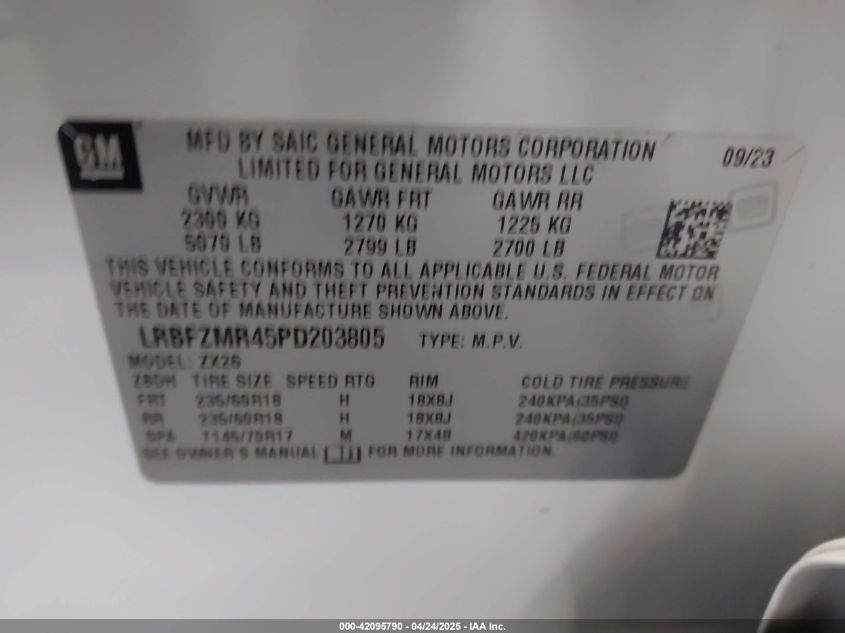 GM
MFD BY SAIC GENERAL MOTORS CORPORATION
LIMITED FOR GENERAL MOTORS LLC
09/23
GVWR GAWR FRT GAWR RR
2300 KG 1270 KG 1225 KG
5070 LB 2799 LB 2700 LB
THIS VEHICLE CONFORMS TO ALL APPLICABLE U.S. FEDERAL MOTOR
VEHICLE SAFETY AND THEFT PREVENTION STANDARDS IN EFFECT ON
THE DATE OF MANUFACTURE SHOWN ABOVE.
LRBFZMR45PD203805 TYPE: M.P.V.
MODEL: ZX26
TIRE SIZE SPEED RTG RIM COLD TIRE PRESSURE
FRT 235/60R18 H 18X8J 240KPA(35PSI)
RR 235/60R18 H 18X8J 240KPA(35PSI)
SPA T145/70R17 M 17X4B 420KPA(60PSI)
SEE OWNER'S MANUAL FOR MORE INFORMATION.
000-42095790 - 04/24/2025 - IAA Inc.